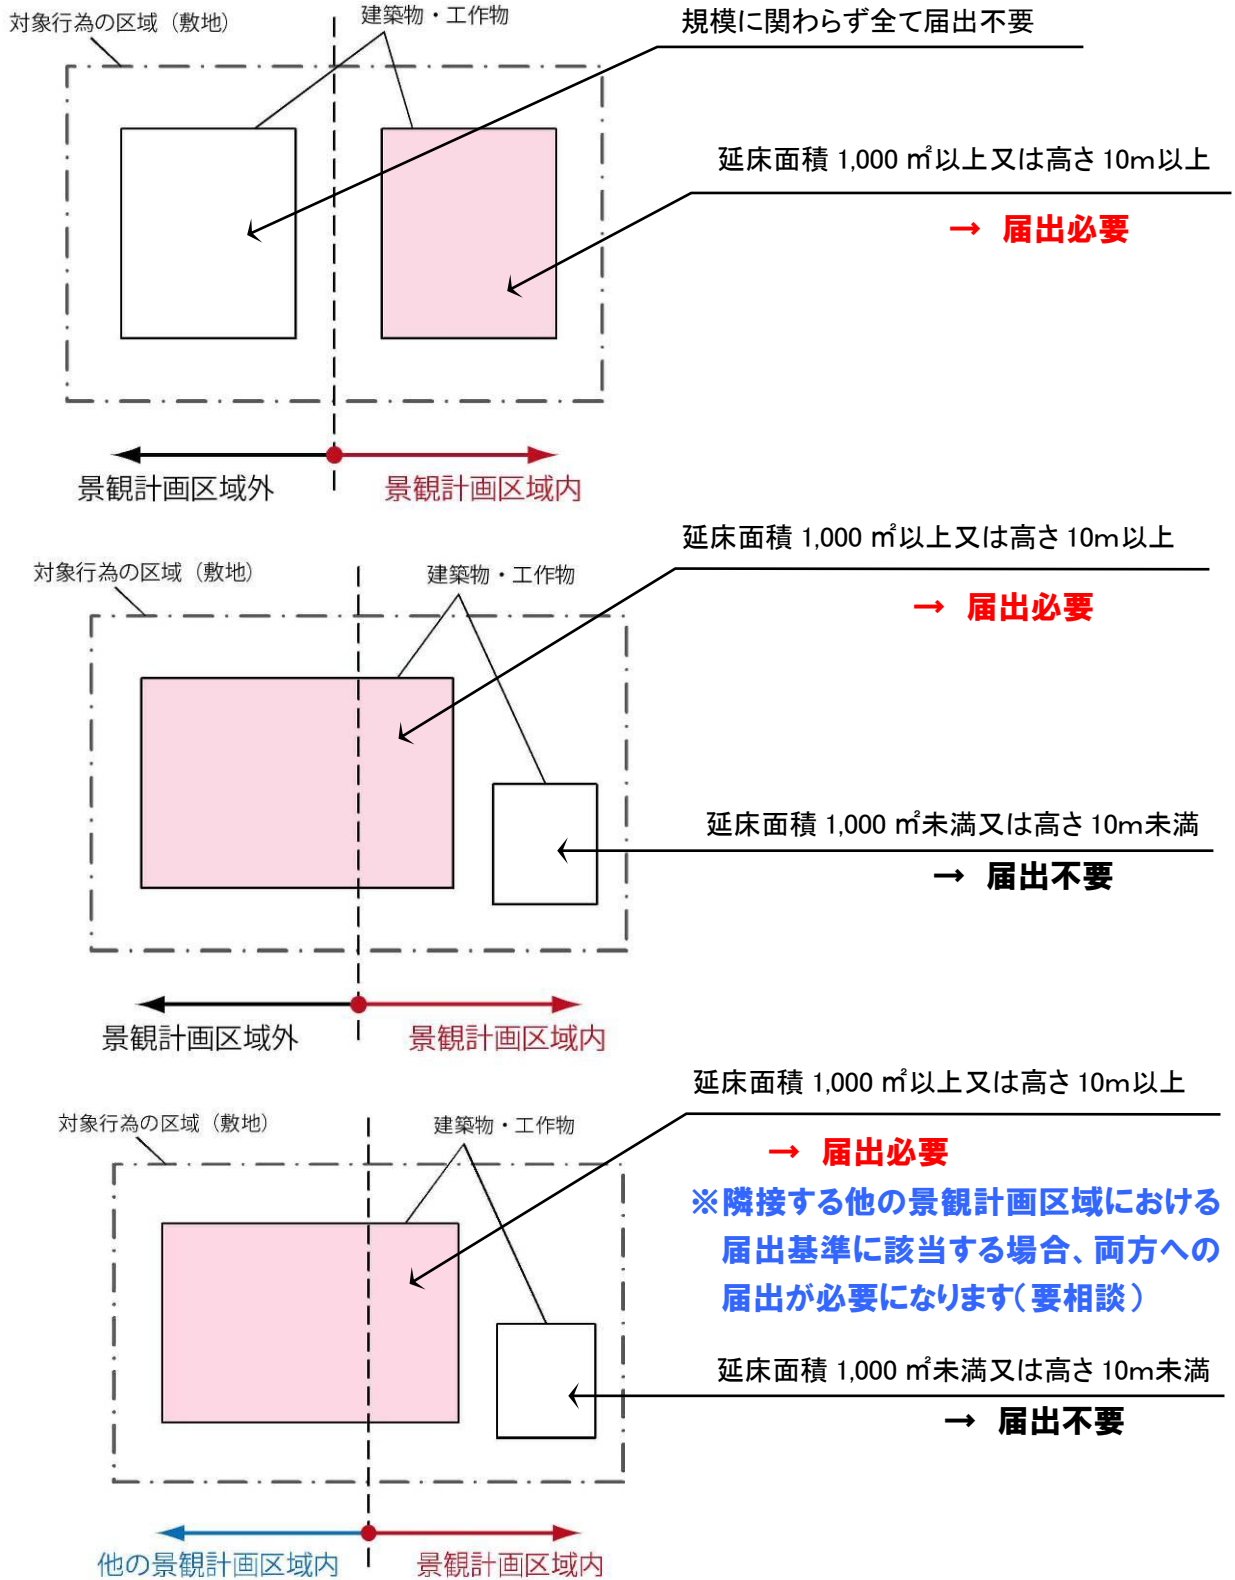 対象行為の区域（敷地）
建築物・工作物
規模に関わらず全て届出不要
延床面積 1,000 ㎡以上又は高さ 10m以上
→ 届出必要
景観計画区域外
景観計画区域内
延床面積 1,000 ㎡以上又は高さ 10m以上
対象行為の区域（敷地）
建築物・工作物
→ 届出必要
延床面積 1,000 ㎡未満又は高さ 10m未満
→ 届出不要
景観計画区域外
景観計画区域内
延床面積 1,000 ㎡以上又は高さ 10m以上
対象行為の区域（敷地）
建築物・工作物
→ 届出必要
※隣接する他の景観計画区域における
届出基準に該当する場合、両方への
届出が必要になります（要相談）
延床面積 1,000 ㎡未満又は高さ 10m未満
→ 届出不要
他の景観計画区域内
景観計画区域内